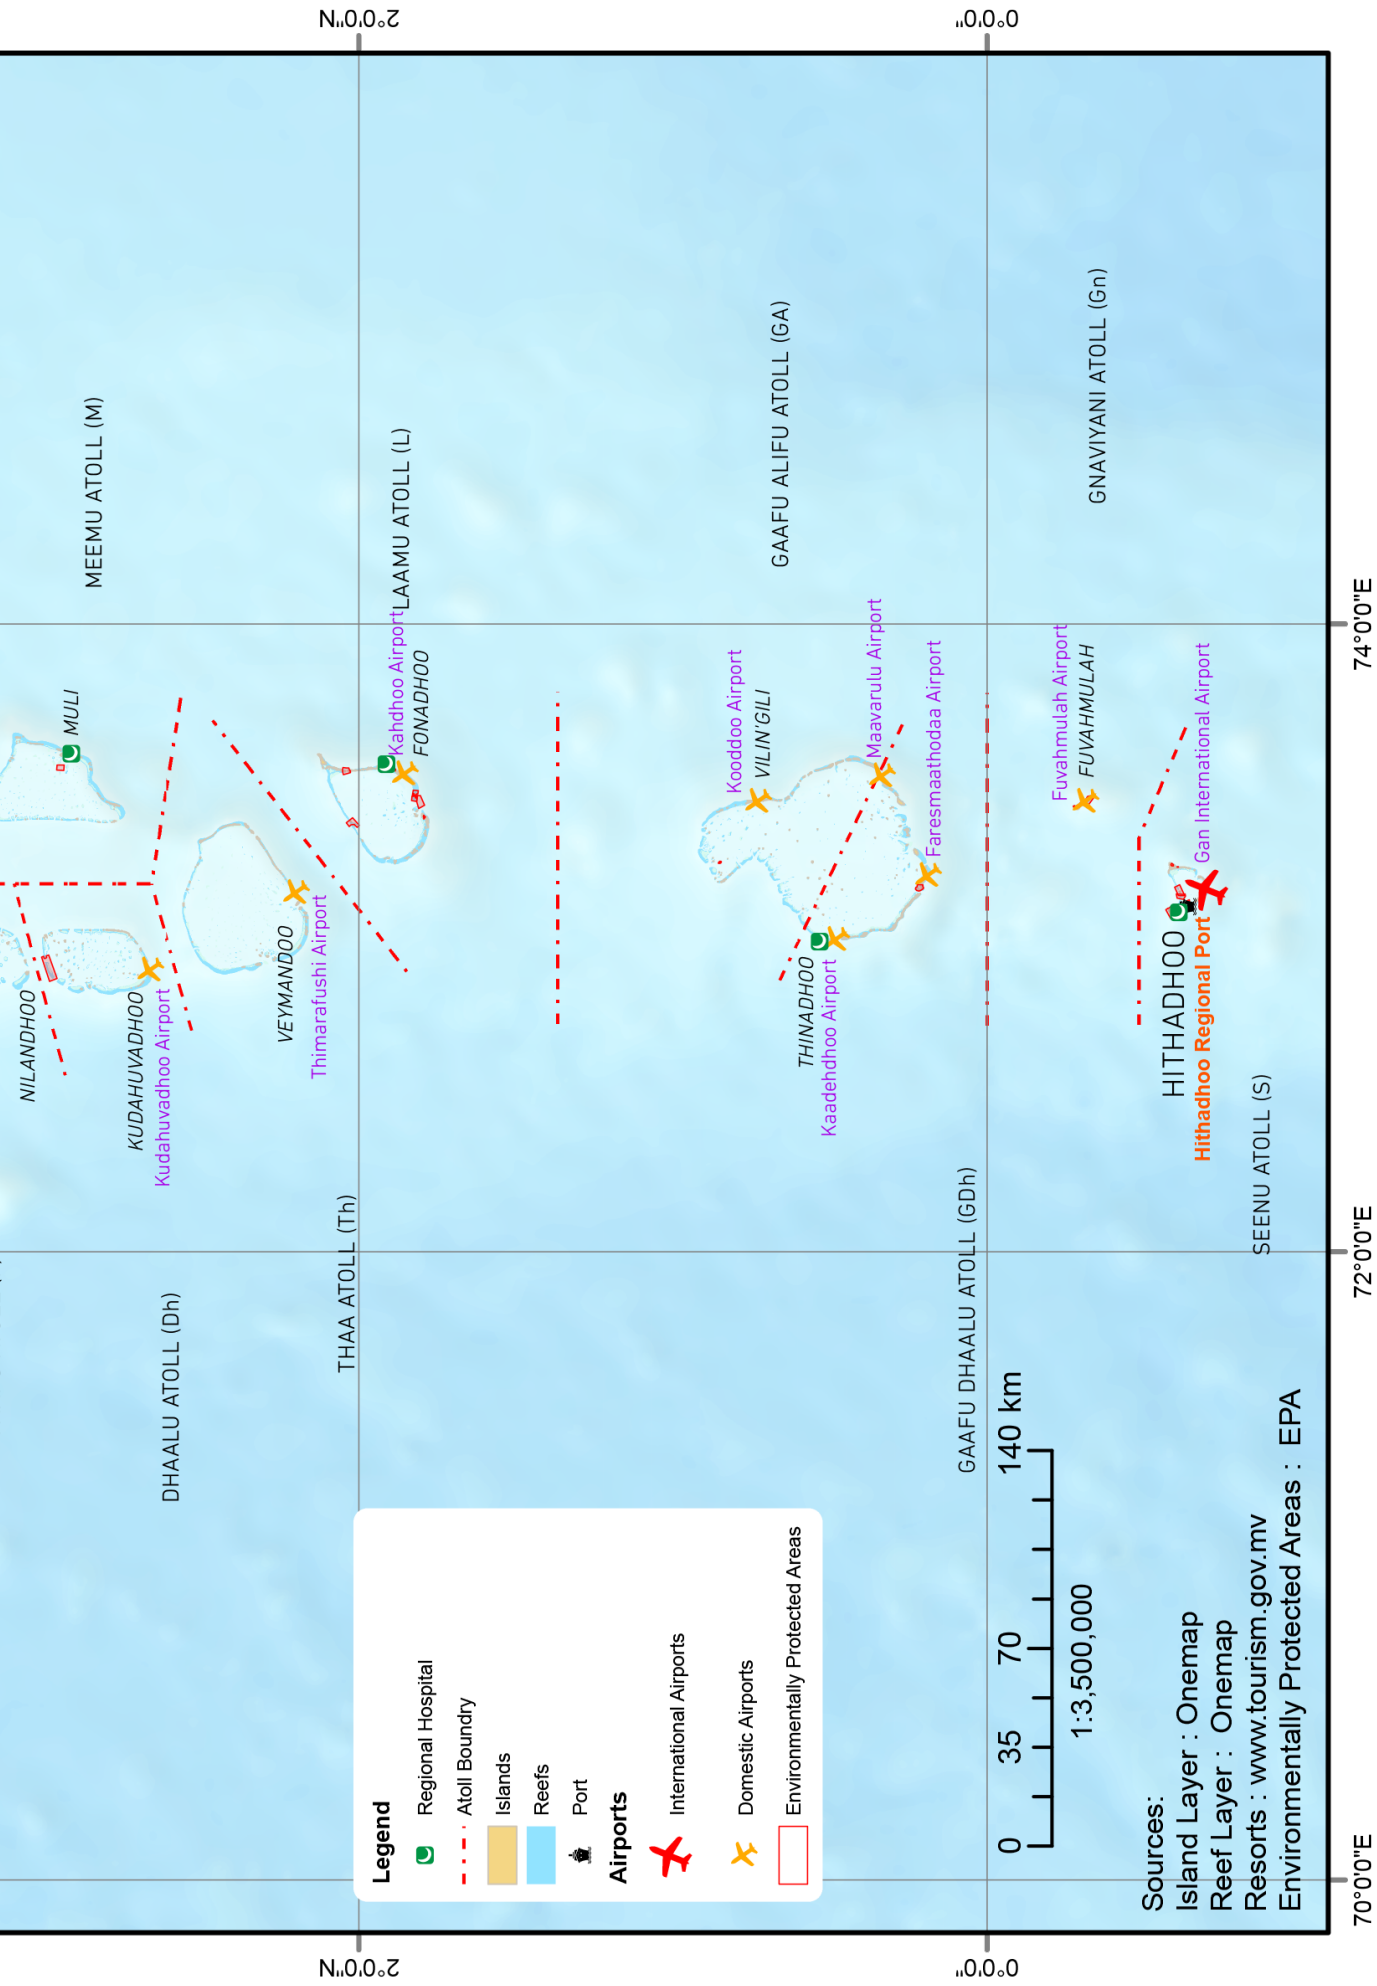 2°0'0"N
0°0'0"
MEEMU ATOLL (M)
LAAMU ATOLL (L)
GAAFU ALIFU ATOLL (GA)
GNAVIYANI ATOLL (Gn)
74°0'0"E
MULI
Kahdhoo Airport
FONADHOO
Kooddoo Airport
VILIN'GILI
Maavarulu Airport
Faresmaathodaa Airport
Fuvahmulah Airport
FUVAHMULAH
Gan International Airport
NILANDHOO
KUDAHUVADHOO
Kudahuvadhoo Airport
VEYMANDOO
Thimarafushi Airport
THINADHOO
Kaadehdhoo Airport
HITHADHOO
Hithadhoo Regional Port
SEENU ATOLL (S)
72°0'0"E
DHAALU ATOLL (Dh)
THAA ATOLL (Th)
GAAFU DHAALU ATOLL (GDh)
Legend
Regional Hospital
Atoll Boundry
Islands
Reefs
Port
Airports
International Airports
Domestic Airports
Environmentally Protected Areas
0 35 70 140 km
1:3,500,000
Sources:
Island Layer : Onemap
Reef Layer : Onemap
Resorts : www.tourism.gov.mv
Environmentally Protected Areas : EPA
70°0'0"E
2°0'0"N
0°0'0"